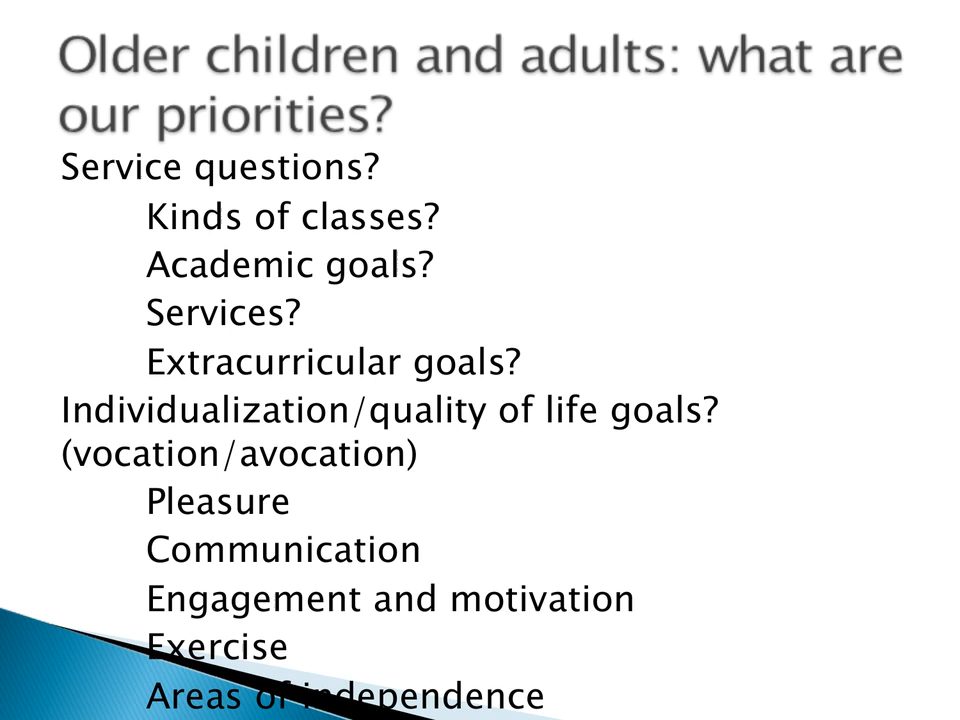 Older children and adults: what are
our priorities?
Service questions?
Kinds of classes?
Academic goals?
Services?
Extracurricular goals?
Individualization/quality of life goals?
(vocation/avocation)
Pleasure
Communication
Engagement and motivation
Exercise
Areas of independence